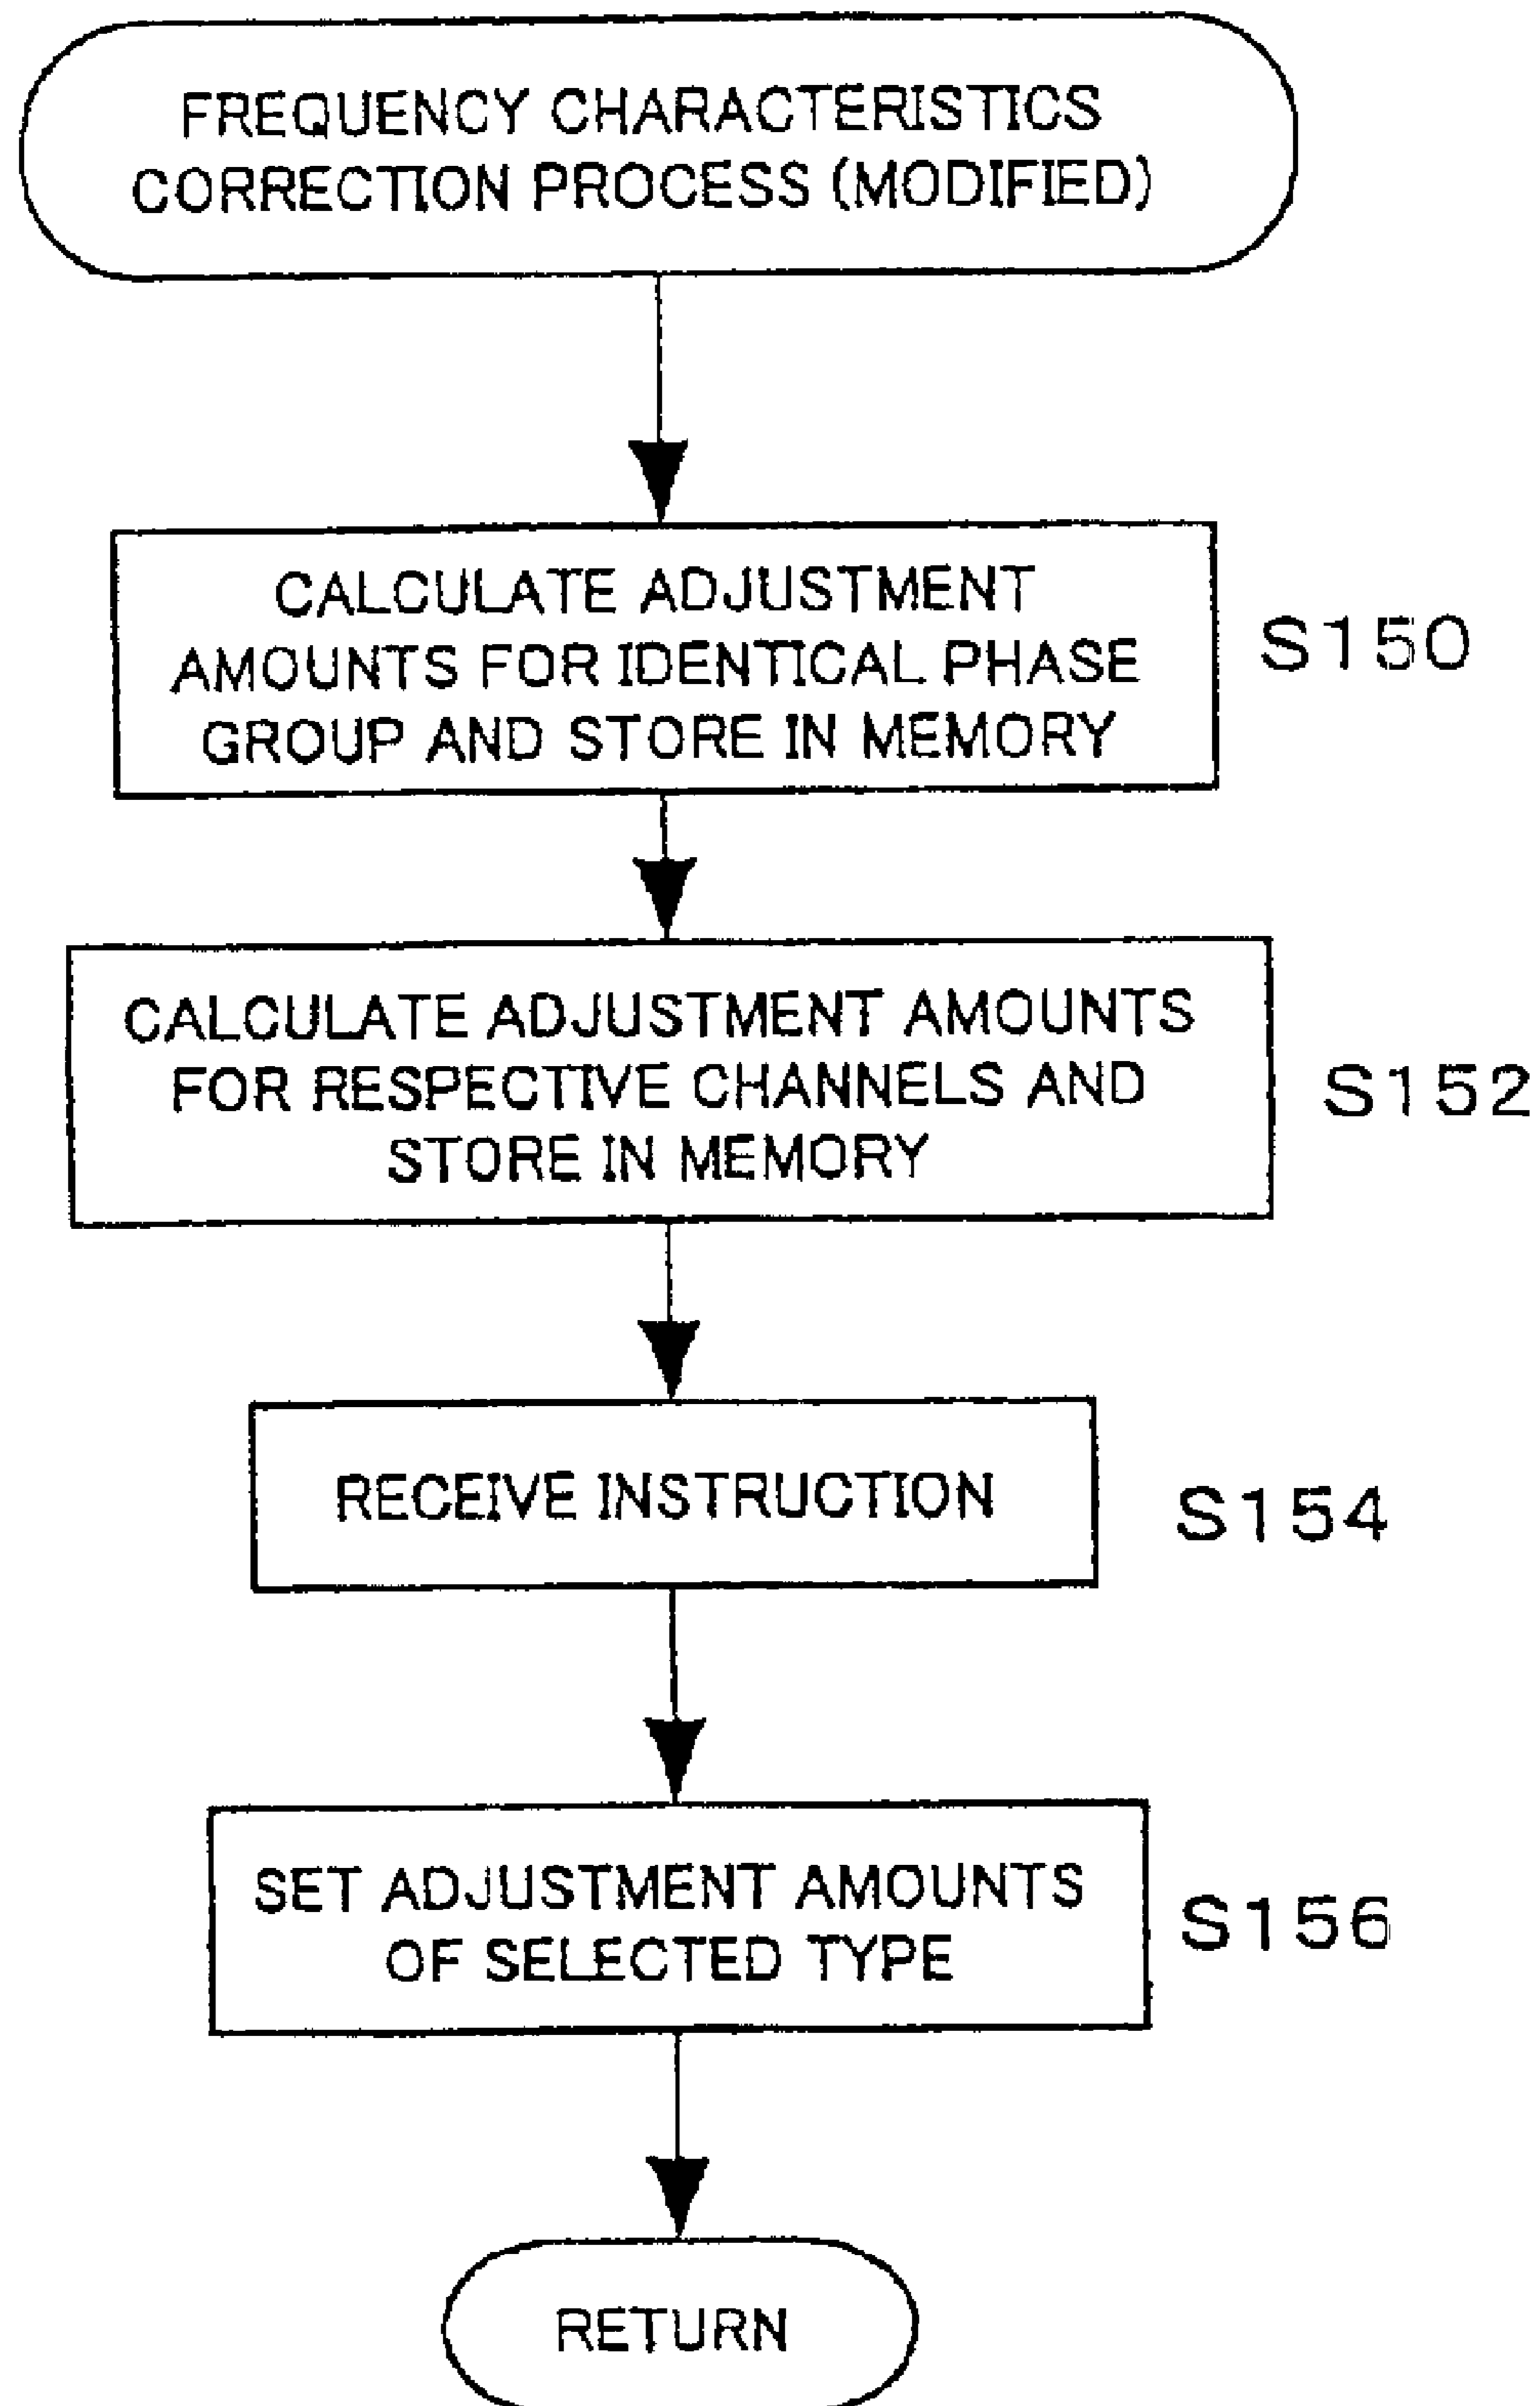 FREQUENCY CHARACTERISTICS
CORRECTION PROCESS (MODIFIED)
CALCULATE ADJUSTMENT
AMOUNTS FOR IDENTICAL PHASE
GROUP AND STORE IN MEMORY
S150
CALCULATE ADJUSTMENT AMOUNTS
FOR RESPECTIVE CHANNELS AND
STORE IN MEMORY
S152
RECEIVE INSTRUCTION
S154
SET ADJUSTMENT AMOUNTS
OF SELECTED TYPE
S156
RETURN